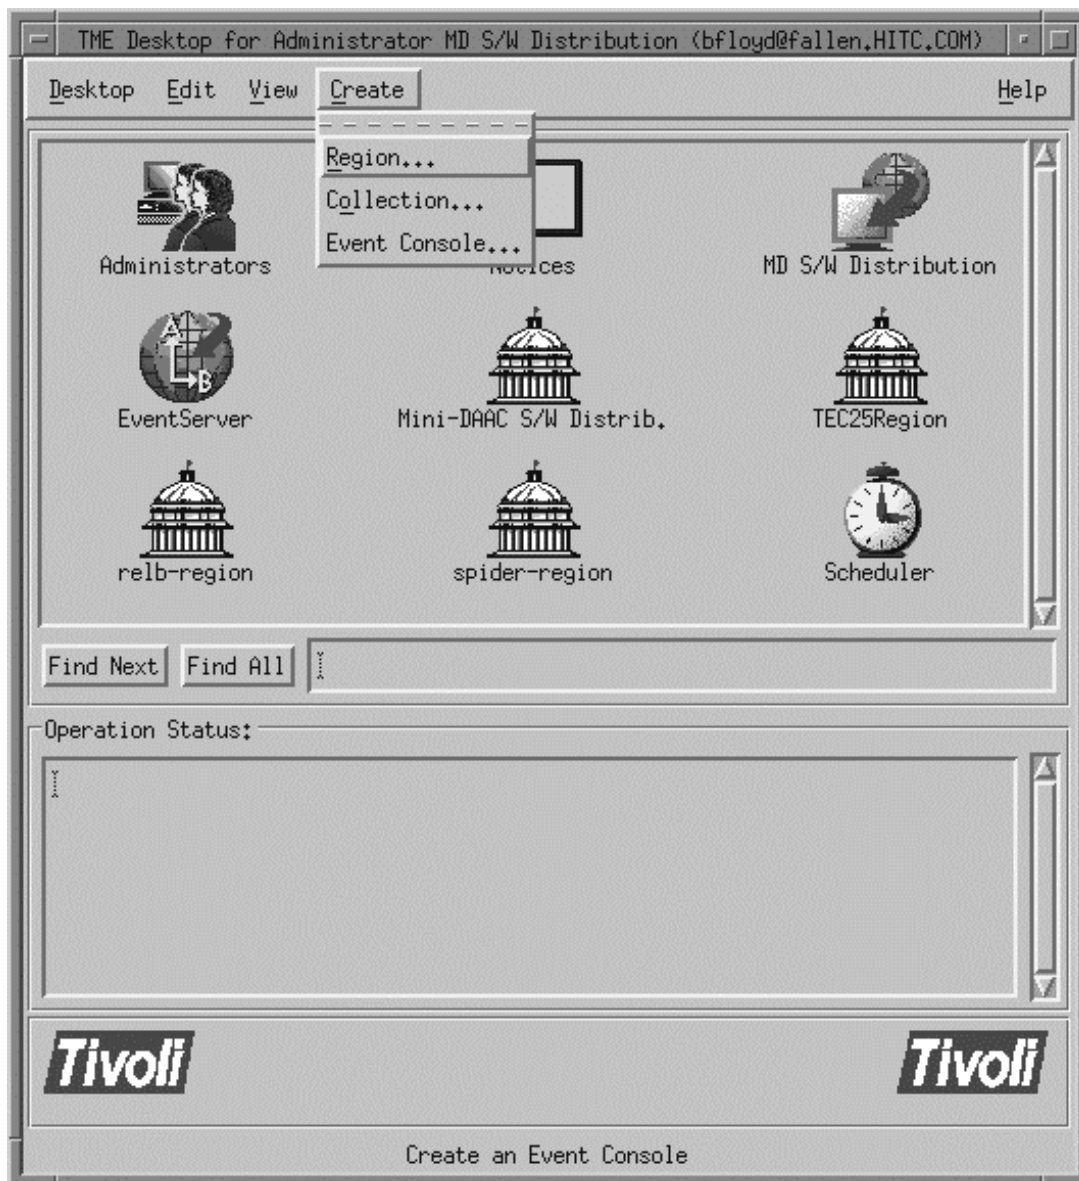 TME Desktop for Administrator MD S/W Distribution (bfloyd@fallen.HITC.COM)
Desktop Edit View Create Help
Region...
Collection...
Event Console...
Administrators Notices MD S/W Distribution
A
B
EventServer Mini-DAAC S/W Distrib. TEC25Region
relb-region spider-region Scheduler
Find Next Find All
Operation Status:
Tivoli Tivoli
Create an Event Console